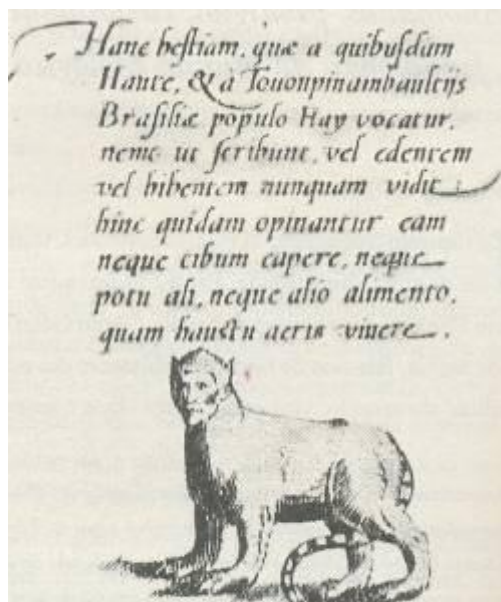 Hanc bestiam, quæ a quibusdam
Haute, & à Tououpinambaultijs
Brasiliæ populo Hay vocatur,
nemo ut scribunt, vel edentem
vel bibentem nunquam vidit
hinc quidam opinantur eam
neque cibum capere, neque
potu ali, neque alio alimento,
quam haustu aeris vivere.